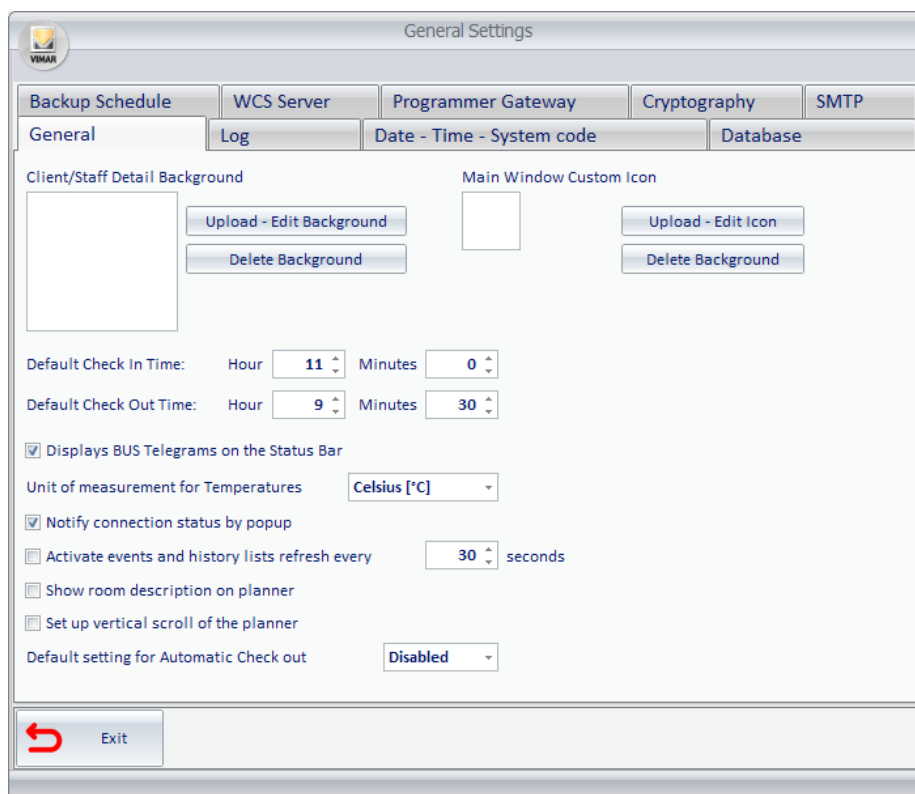 General Settings
VIMAR
Backup Schedule WCS Server Programmer Gateway Cryptography SMTP
General Log Date - Time - System code Database
Client/Staff Detail Background Main Window Custom Icon
Upload - Edit Background Upload - Edit Icon
Delete Background Delete Background
Default Check In Time: Hour 11 Minutes 0
Default Check Out Time: Hour 9 Minutes 30
Displays BUS Telegrams on the Status Bar
Unit of measurement for Temperatures Celsius [°C]
Notify connection status by popup
Activate events and history lists refresh every 30 seconds
Show room description on planner
Set up vertical scroll of the planner
Default setting for Automatic Check out Disabled
Exit